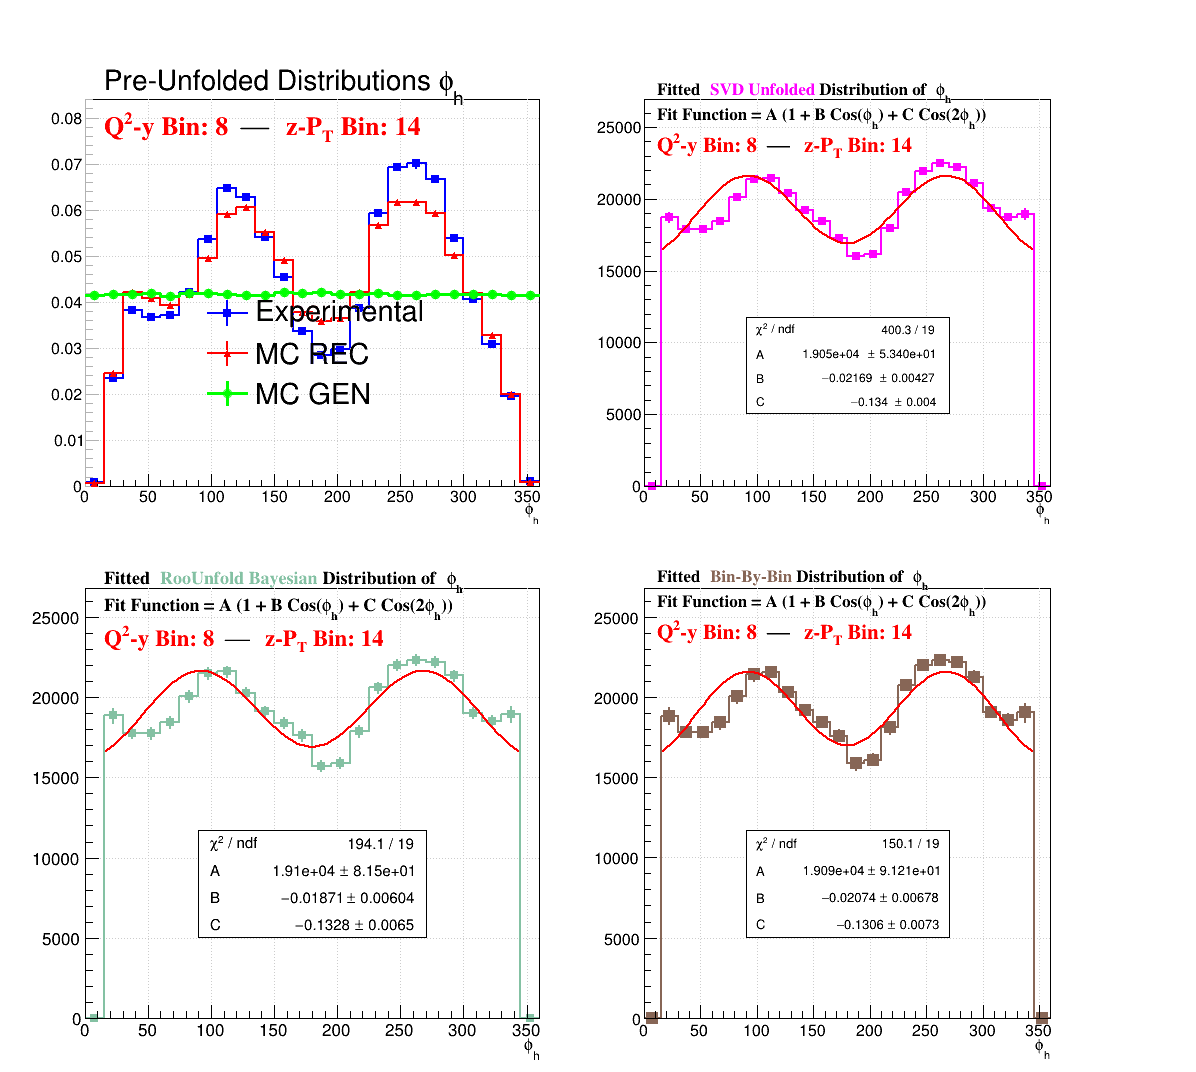 Pre-Unfolded Distributions ϕh
Q2-y Bin: 8 — z-PT Bin: 14
0.08
0.07
0.06
0.05
0.04
0.03
0.02
0.01
0
Experimental
MC REC
MC GEN
0 50 100 150 200 250 300 350
ϕh
Fitted SVD Unfolded Distribution of ϕh
Fit Function = A (1 + B Cos(ϕh) + C Cos(2ϕh))
Q2-y Bin: 8 — z-PT Bin: 14
25000
20000
15000
10000
5000
0
χ2 / ndf 400.3 / 19
A 1.905e+04 ± 5.340e+01
B −0.02169 ± 0.00427
C −0.134 ± 0.004
0 50 100 150 200 250 300 350
ϕh
Fitted RooUnfold Bayesian Distribution of ϕh
Fit Function = A (1 + B Cos(ϕh) + C Cos(2ϕh))
Q2-y Bin: 8 — z-PT Bin: 14
25000
20000
15000
10000
5000
0
χ2 / ndf 194.1 / 19
A 1.91e+04 ± 8.15e+01
B −0.01871 ± 0.00604
C −0.1328 ± 0.0065
0 50 100 150 200 250 300 350
ϕh
Fitted Bin-By-Bin Distribution of ϕh
Fit Function = A (1 + B Cos(ϕh) + C Cos(2ϕh))
Q2-y Bin: 8 — z-PT Bin: 14
25000
20000
15000
10000
5000
0
χ2 / ndf 150.1 / 19
A 1.909e+04 ± 9.121e+01
B −0.02074 ± 0.00678
C −0.1306 ± 0.0073
0 50 100 150 200 250 300 350
ϕh